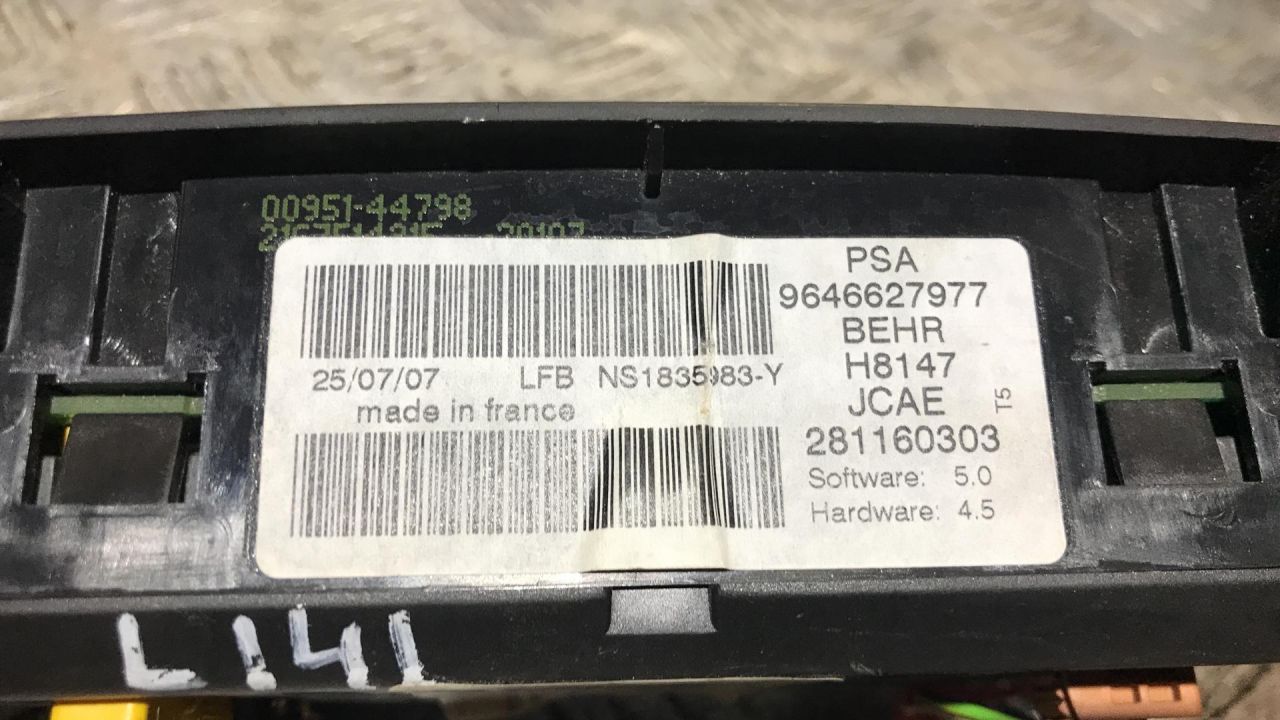 00951-44798
PSA
9646627977
BEHR
H8147
JCAE
T5
281160303
Software: 5.0
Hardware: 4.5
25/07/07 LFB NS1835983-Y
made in france
L141